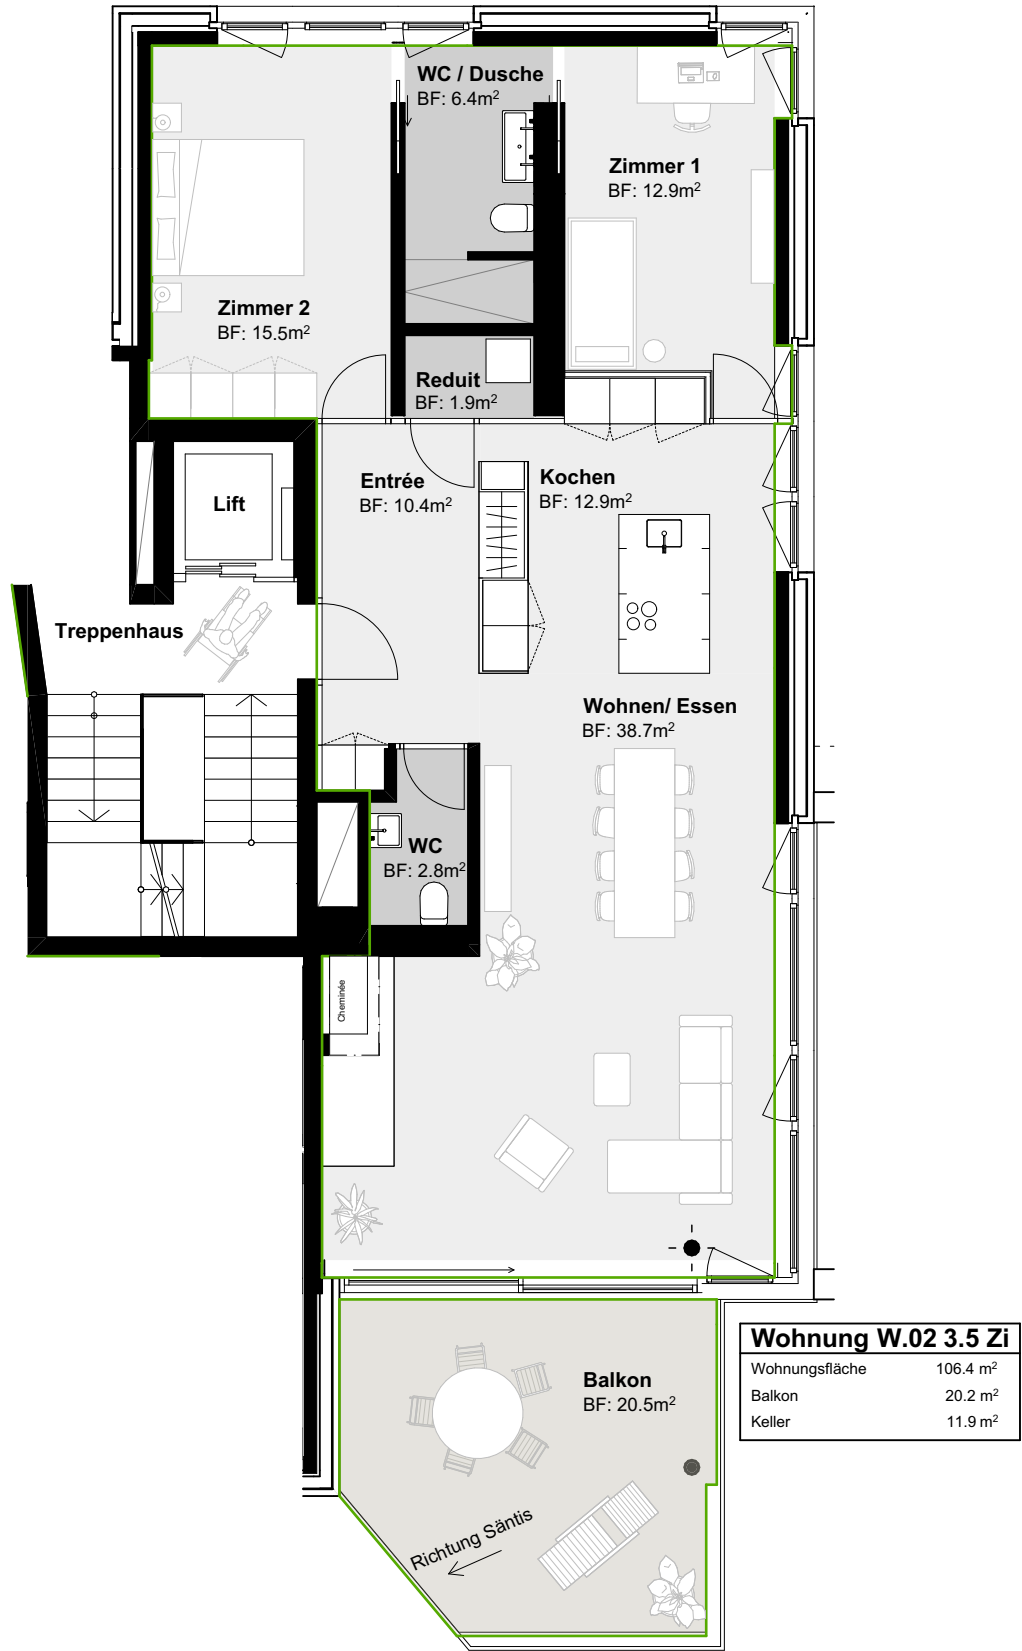 WC / Dusche
BF: 6.4m²
Zimmer 1
BF: 12.9m²
Zimmer 2
BF: 15.5m²
Reduit
BF: 1.9m²
Entrée
BF: 10.4m²
Kochen
BF: 12.9m²
Lift
Treppenhaus
Wohnen/ Essen
BF: 38.7m²
WC
BF: 2.8m²
Cheminée
Balkon
BF: 20.5m²
Richtung Säntis
Wohnung W.02 3.5 Zi
Wohnungsfläche 106.4 m²
Balkon 20.2 m²
Keller 11.9 m²